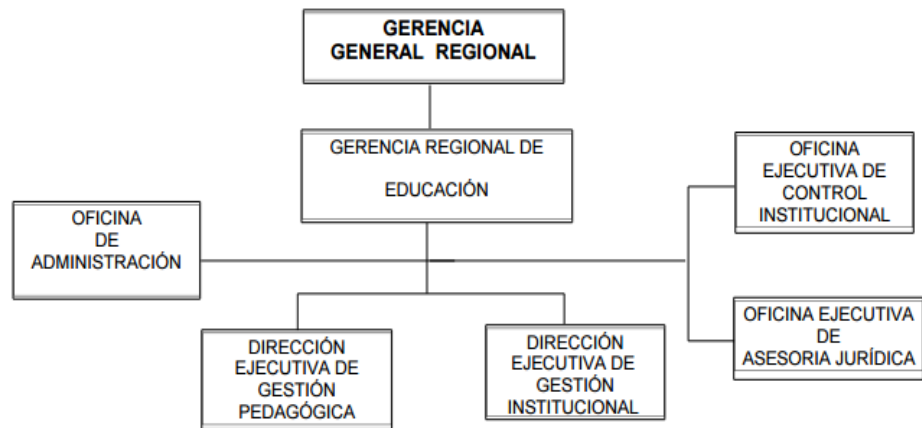 GERENCIA
GENERAL REGIONAL
GERENCIA REGIONAL DE
EDUCACIÓN
OFICINA
EJECUTIVA DE
CONTROL
INSTITUCIONAL
OFICINA
DE
ADMINISTRACIÓN
OFICINA EJECUTIVA
DE
ASESORIA JURÍDICA
DIRECCIÓN
EJECUTIVA DE
GESTIÓN
PEDAGÓGICA
DIRECCIÓN
EJECUTIVA DE
GESTIÓN
INSTITUCIONAL